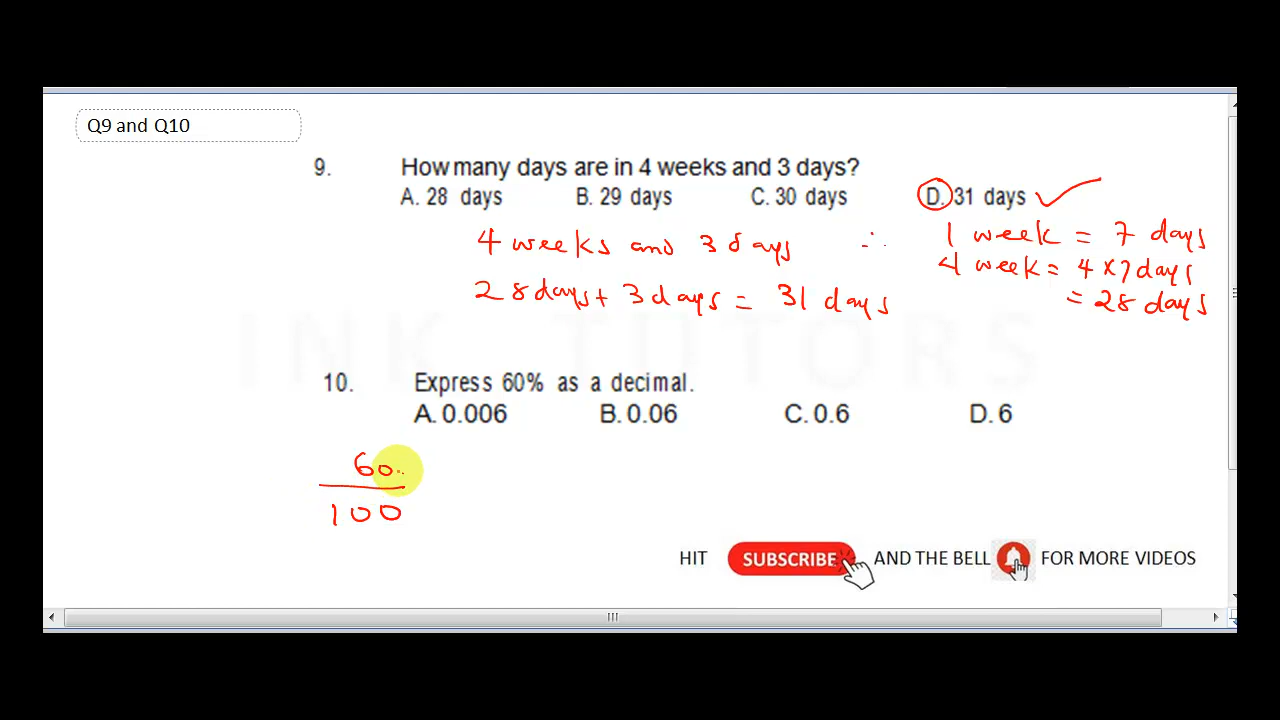 Q9 and Q10
9. How many days are in 4 weeks and 3 days?
A. 28 days B. 29 days C. 30 days D. 31 days
4 weeks and 3 days ∴ 1 week = 7 days
4 week = 4 x 7 days
28 days + 3 days = 31 days = 28 days
INK TUTORS
10. Express 60% as a decimal.
A. 0.006 B. 0.06 C. 0.6 D. 6
60.
100
HIT SUBSCRIBE AND THE BELL FOR MORE VIDEOS